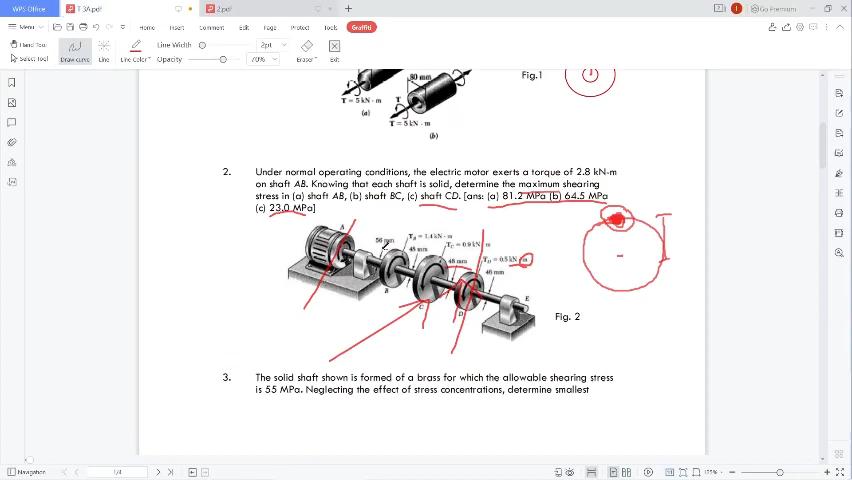 WPS Office
T 3A.pdf
2.pdf
Go Premium
Menu
Home
Insert
Comment
Edit
Page
Protect
Tools
Graffiti
Hand Tool
Select Tool
Draw curve
Line
Line Color
Line Width
2pt
Opacity
70%
Eraser
Exit
T = 5 kN · m
(a)
80 mm
T
T = 5 kN · m
(b)
Fig.1
2. Under normal operating conditions, the electric motor exerts a torque of 2.8 kN-m
on shaft AB. Knowing that each shaft is solid, determine the maximum shearing
stress in (a) shaft AB, (b) shaft BC, (c) shaft CD. [ans: (a) 81.2 MPa (b) 64.5 MPa
(c) 23.0 MPa]
A
56 mm
TB = 1.4 kN · m
48 mm
TC = 0.9 kN · m
48 mm
TD = 0.5 kN · m
46 mm
B
C
D
E
Fig. 2
3. The solid shaft shown is formed of a brass for which the allowable shearing stress
is 55 MPa. Neglecting the effect of stress concentrations, determine smallest
Navigation
1/4
125%